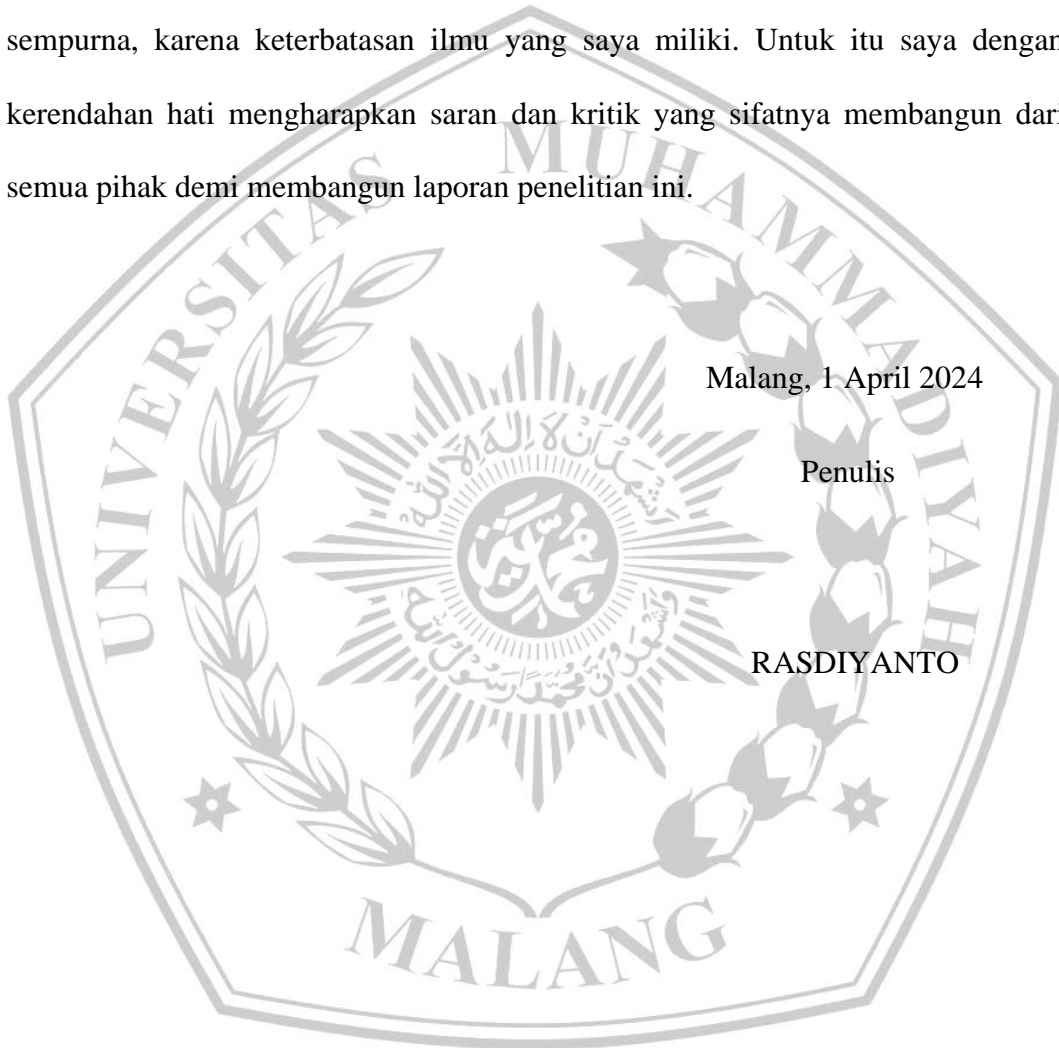 sempurna, karena keterbatasan ilmu yang saya miliki. Untuk itu saya dengan
kerendahan hati mengharapkan saran dan kritik yang sifatnya membangun dari
semua pihak demi membangun laporan penelitian ini.
UNIVERSITAS MUHAMMADIYAH
Malang, 1 April 2024
Penulis
RASDIYANTO
MALANG